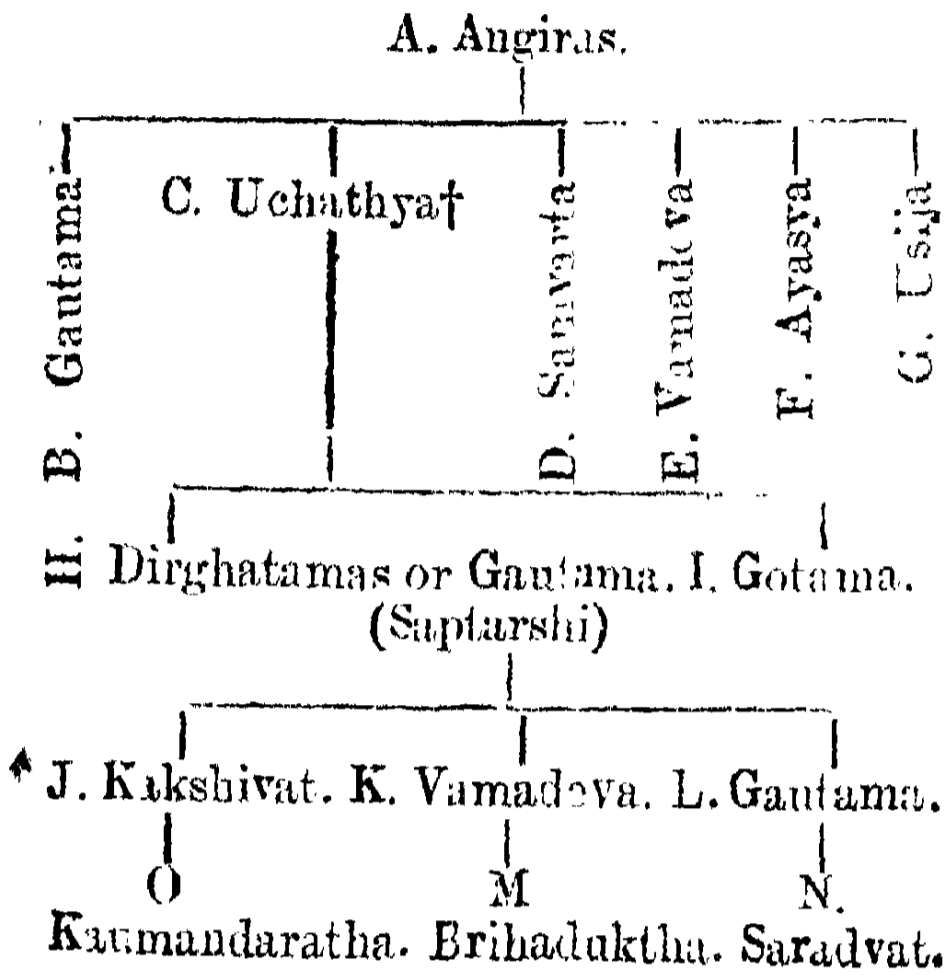 A. Angiras.
B. Gautama
C. Uchathya†
D. Samvarta
E. Vamadeva
F. Ayasya
G. Usija
H. Dirghatamas or Gautama. I. Gotama.
(Saptarshi)
J. Kakshivat. K. Vamadeva. L. Gautama.
O M N.
Kaumandaratha. Brihaduktha. Saradvat.